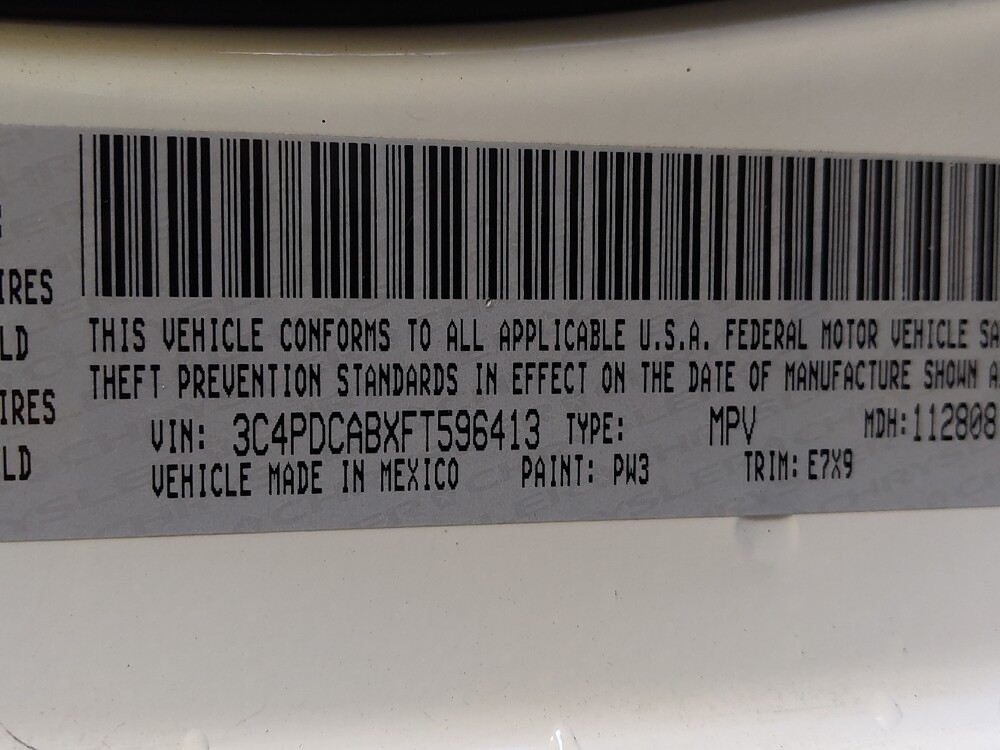 IRES
LD
IRES
LD
THIS VEHICLE CONFORMS TO ALL APPLICABLE U.S.A. FEDERAL MOTOR VEHICLE SA
THEFT PREVENTION STANDARDS IN EFFECT ON THE DATE OF MANUFACTURE SHOWN A
VIN: 3C4PDCABXFT596413 TYPE: MPV MDH: 112808
VEHICLE MADE IN MEXICO PAINT: PW3 TRIM: E7X9